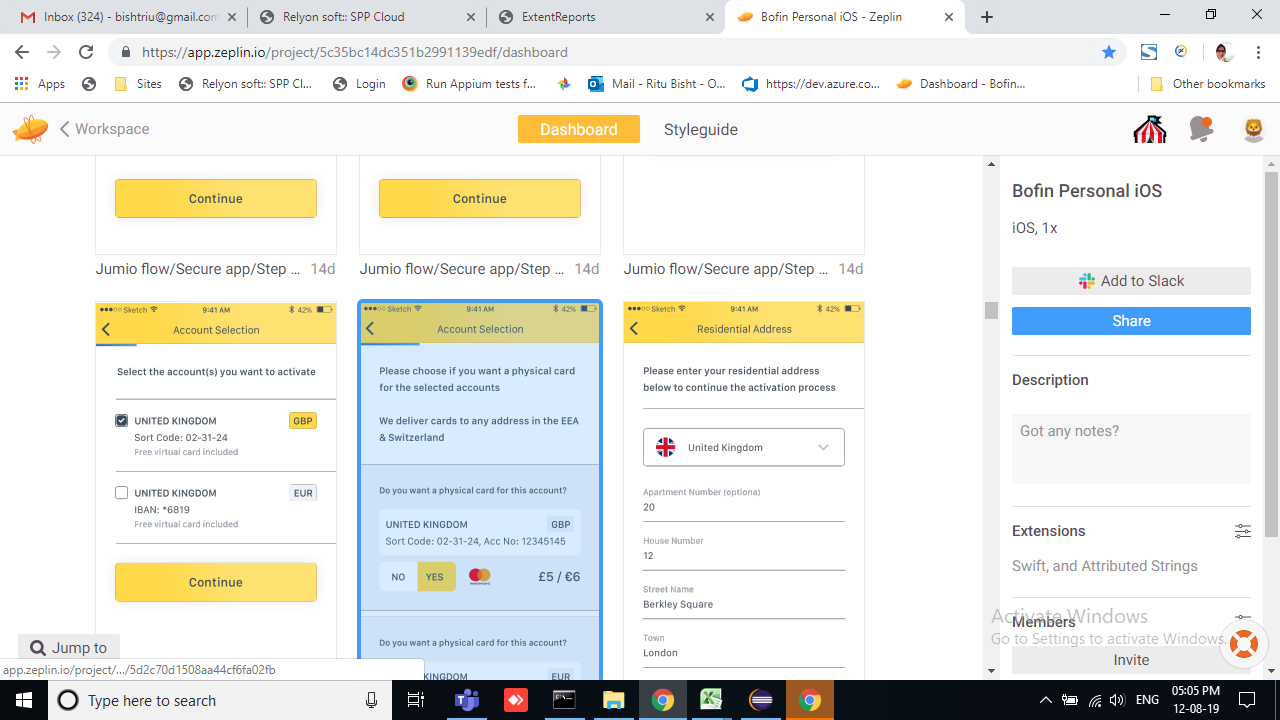 Inbox (324) - bishtriu@gmail.com
Relyon soft:: SPP Cloud
ExtentReports
Bofin Personal iOS - Zeplin
https://app.zeplin.io/project/5c35bc14dc351b2991139edf/dashboard
Apps
Sites
Relyon soft:: SPP Cl...
Login
Run Appium tests f...
Mail - Ritu Bisht - O...
https://dev.azure.co...
Dashboard - Bofin...
Other bookmarks
Workspace
Dashboard
Styleguide
Continue
Continue
Jumio flow/Secure app/Step ... 14d
Jumio flow/Secure app/Step ... 14d
Jumio flow/Secure app/Step ... 14d
Sketch 9:41 AM 42%
Account Selection
Select the account(s) you want to activate
UNITED KINGDOM GBP
Sort Code: 02-31-24
Free virtual card included
UNITED KINGDOM EUR
IBAN: *6819
Free virtual card included
Continue
Sketch 9:41 AM 42%
Account Selection
Please choose if you want a physical card
for the selected accounts
We deliver cards to any address in the EEA
& Switzerland
Do you want a physical card for this account?
UNITED KINGDOM GBP
Sort Code: 02-31-24, Acc No: 12345145
NO YES mastercard £5 / €6
Do you want a physical card for this account?
KINGDOM EUR
Sketch 9:41 AM 42%
Residential Address
Please enter your residential address
below to continue the activation process
United Kingdom
Apartment Number (optiona)
20
House Number
12
Street Name
Berkley Square
Town
London
Bofin Personal iOS
iOS, 1x
Add to Slack
Share
Description
Got any notes?
Extensions
Swift, and Attributed Strings
Members
Invite
Activate Windows
Go to Settings to activate Windows.
Jump to
app.zeplin.io/project/.../5d2c70d1508aa44cf6fa02fb
Type here to search
ENG
05:05 PM
12-08-19